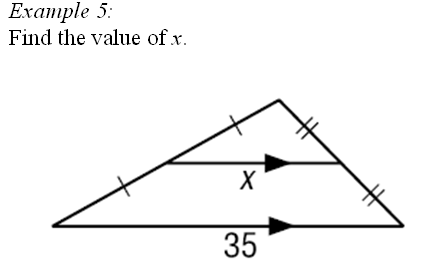 Example 5:
Find the value of x.
x
35